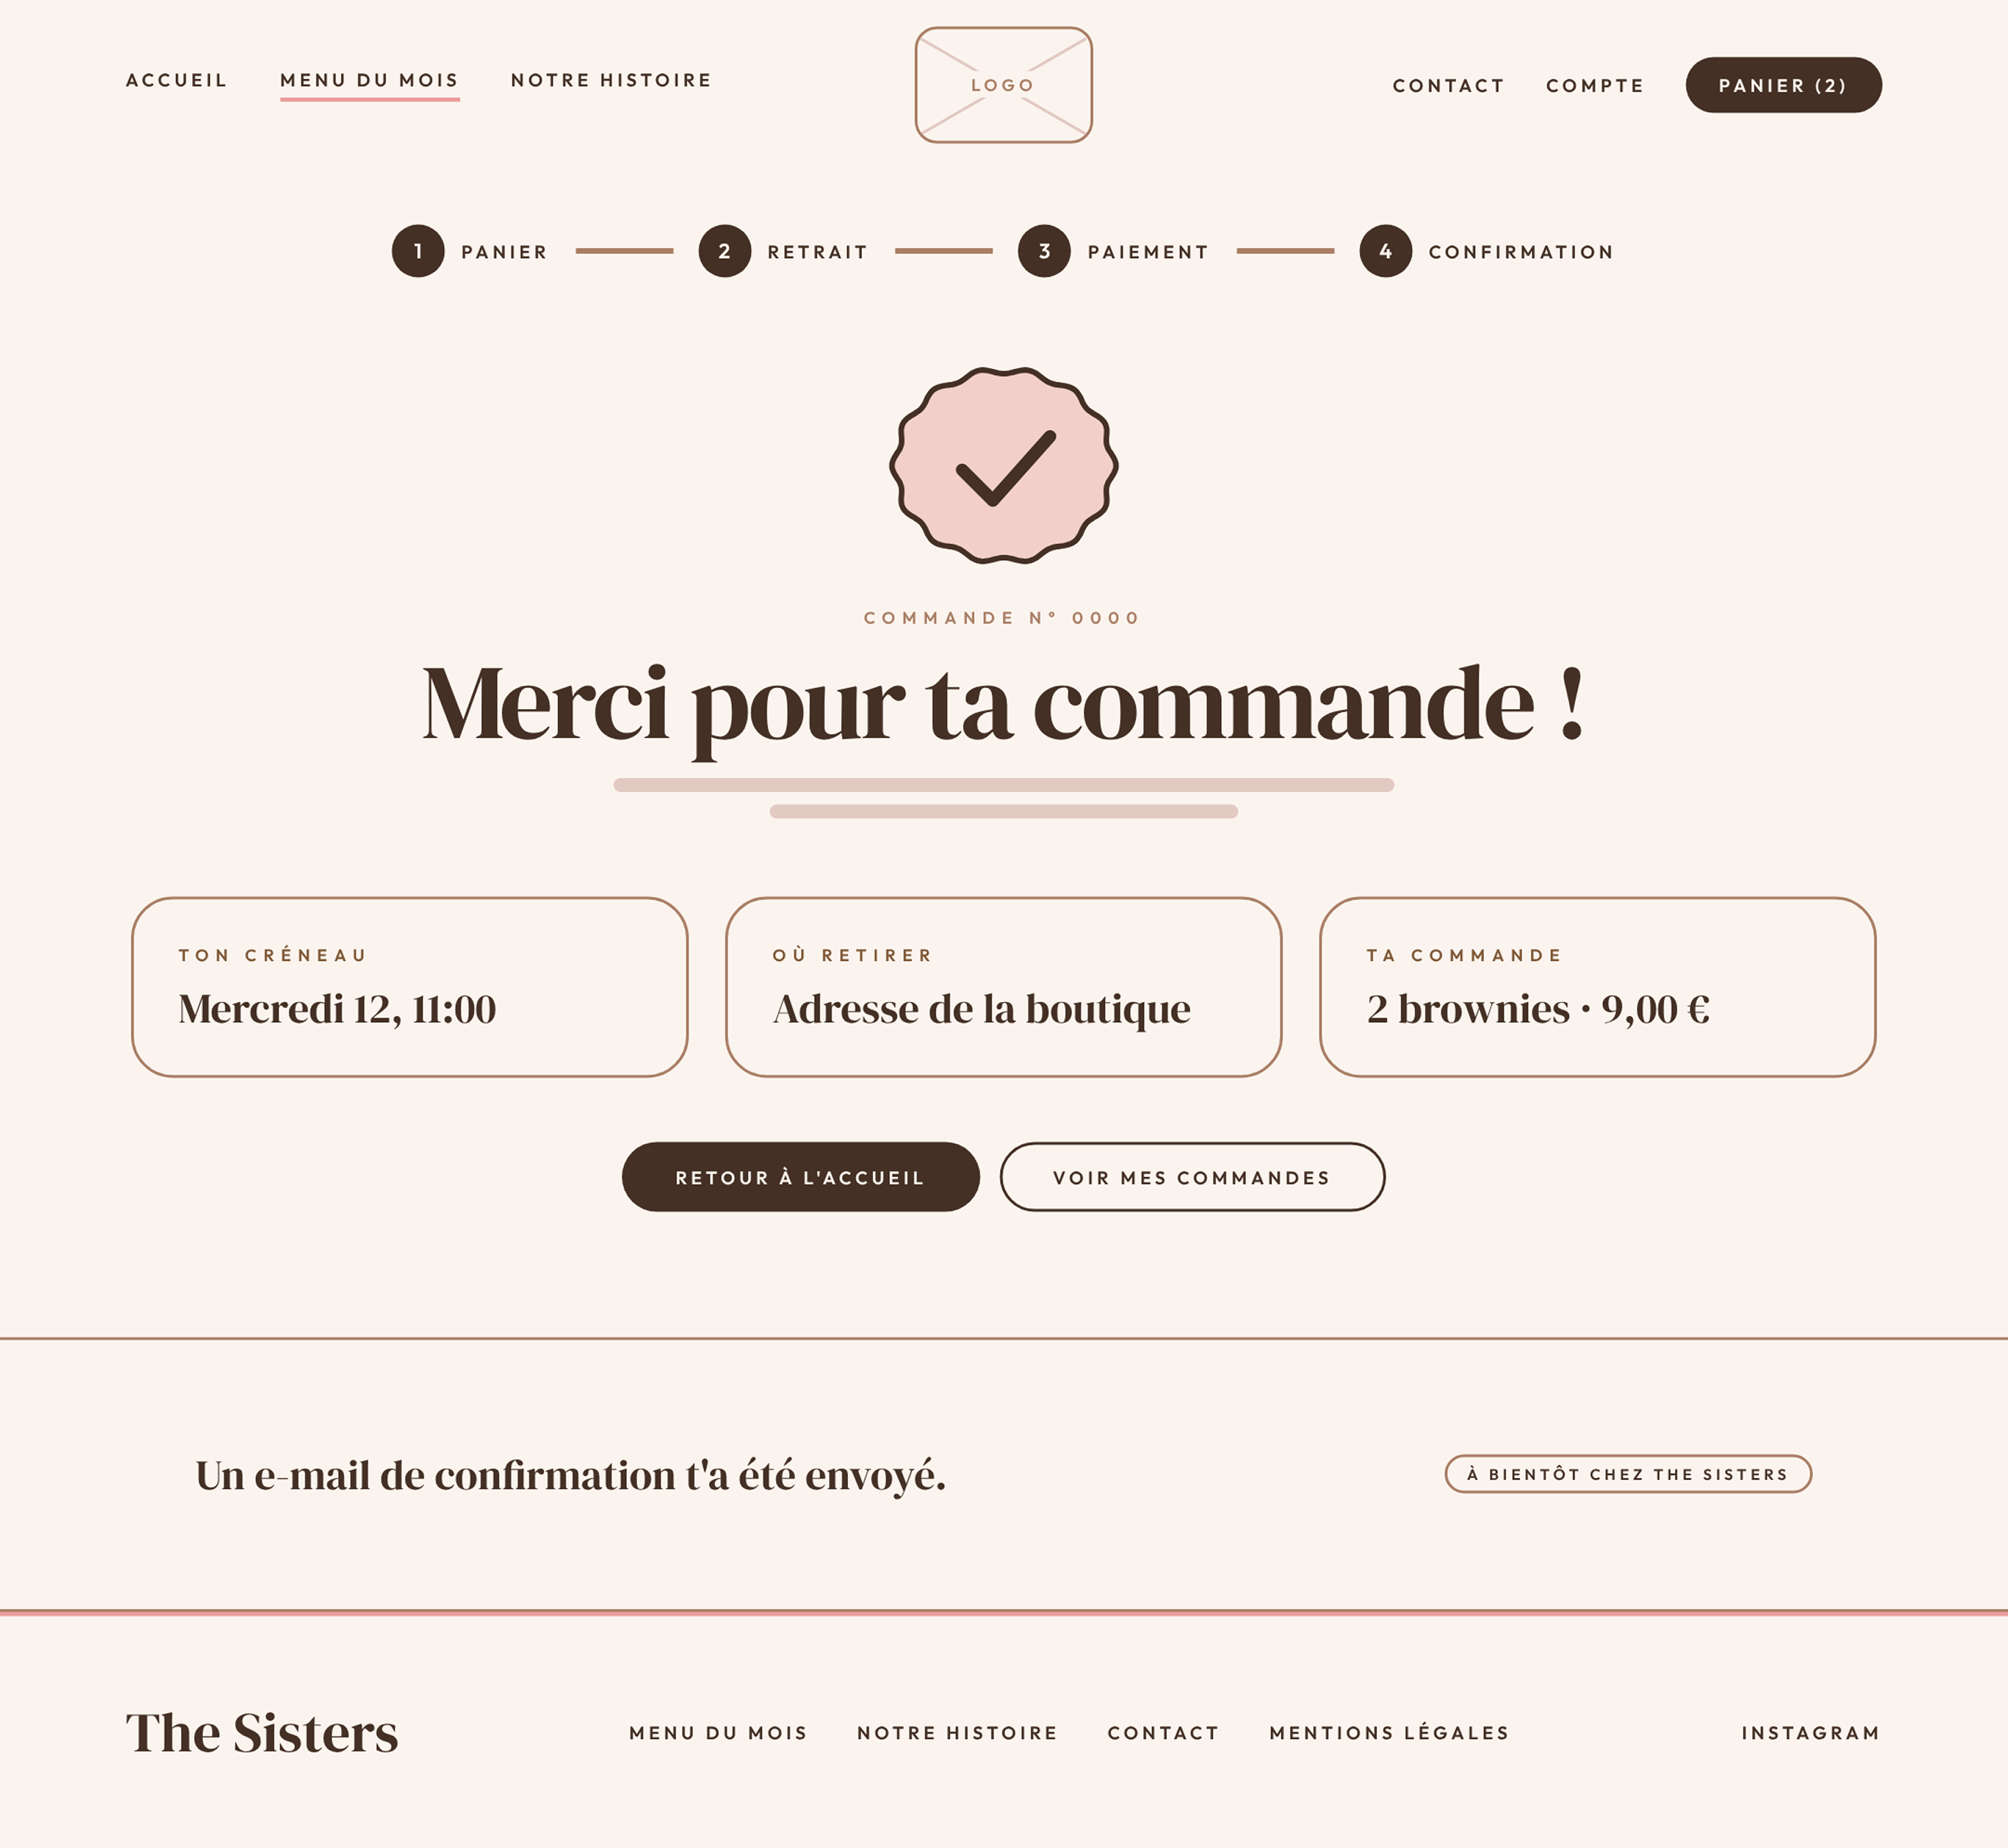 ACCUEIL MENU DU MOIS NOTRE HISTOIRE LOGO CONTACT COMPTE PANIER (2)
1 PANIER 2 RETRAIT 3 PAIEMENT 4 CONFIRMATION
COMMANDE N° 0000
Merci pour ta commande !
TON CRÉNEAU
Mercredi 12, 11:00
OÙ RETIRER
Adresse de la boutique
TA COMMANDE
2 brownies · 9,00 €
RETOUR À L'ACCUEIL
VOIR MES COMMANDES
Un e-mail de confirmation t'a été envoyé.
À BIENTÔT CHEZ THE SISTERS
The Sisters
MENU DU MOIS NOTRE HISTOIRE CONTACT MENTIONS LÉGALES
INSTAGRAM